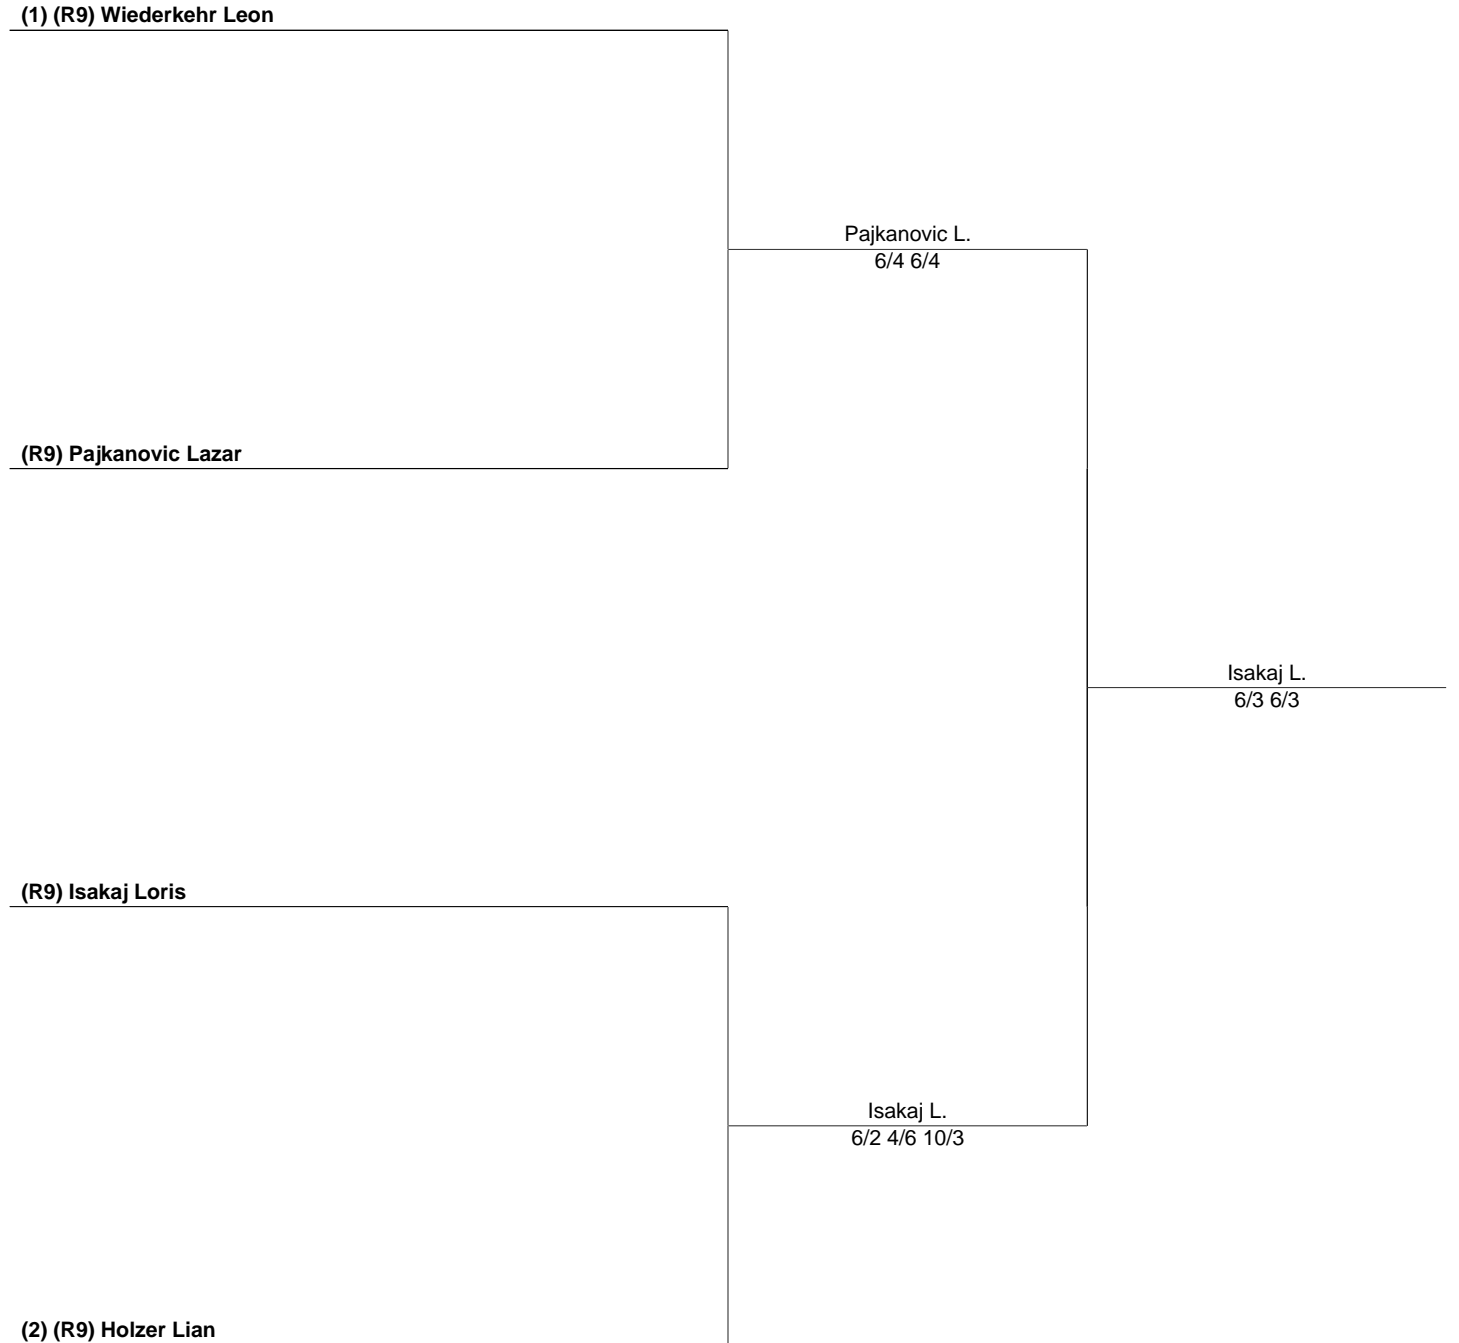 (1) (R9) Wiederkehr Leon
Pajkanovic L.
6/4 6/4
(R9) Pajkanovic Lazar
Isakaj L.
6/3 6/3
(R9) Isakaj Loris
Isakaj L.
6/2 4/6 10/3
(2) (R9) Holzer Lian